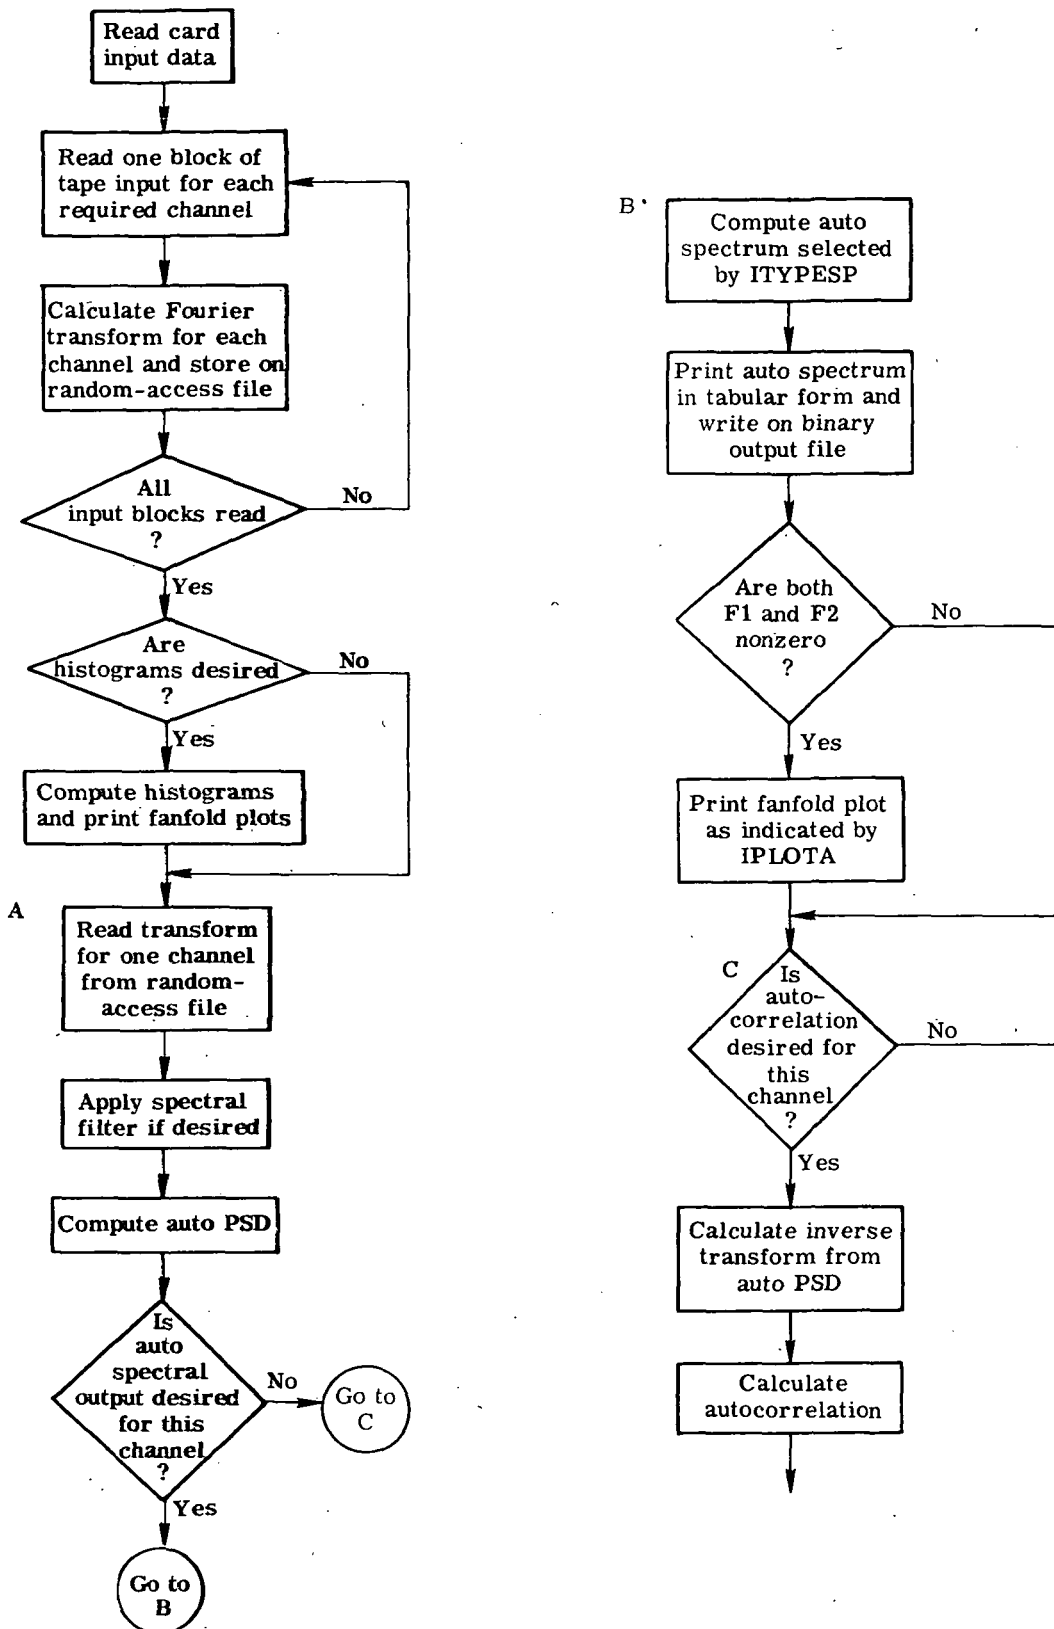 Read card
input data
Read one block of
tape input for each
required channel
Calculate Fourier
transform for each
channel and store on
random-access file
All
input blocks read
?
No
Yes
Are
histograms desired
?
No
Yes
Compute histograms
and print fanfold plots
A
Read transform
for one channel
from random-
access file
Apply spectral
filter if desired
Compute auto PSD
Is
auto
spectral
output desired
for this
channel
?
No
Go to
C
Yes
Go to
B
B
Compute auto
spectrum selected
by ITYPESP
Print auto spectrum
in tabular form and
write on binary
output file
Are both
F1 and F2
nonzero
?
No
Yes
Print fanfold plot
as indicated by
IPLOTA
C
Is
auto-
correlation
desired for
this
channel
?
No
Yes
Calculate inverse
transform from
auto PSD
Calculate
autocorrelation